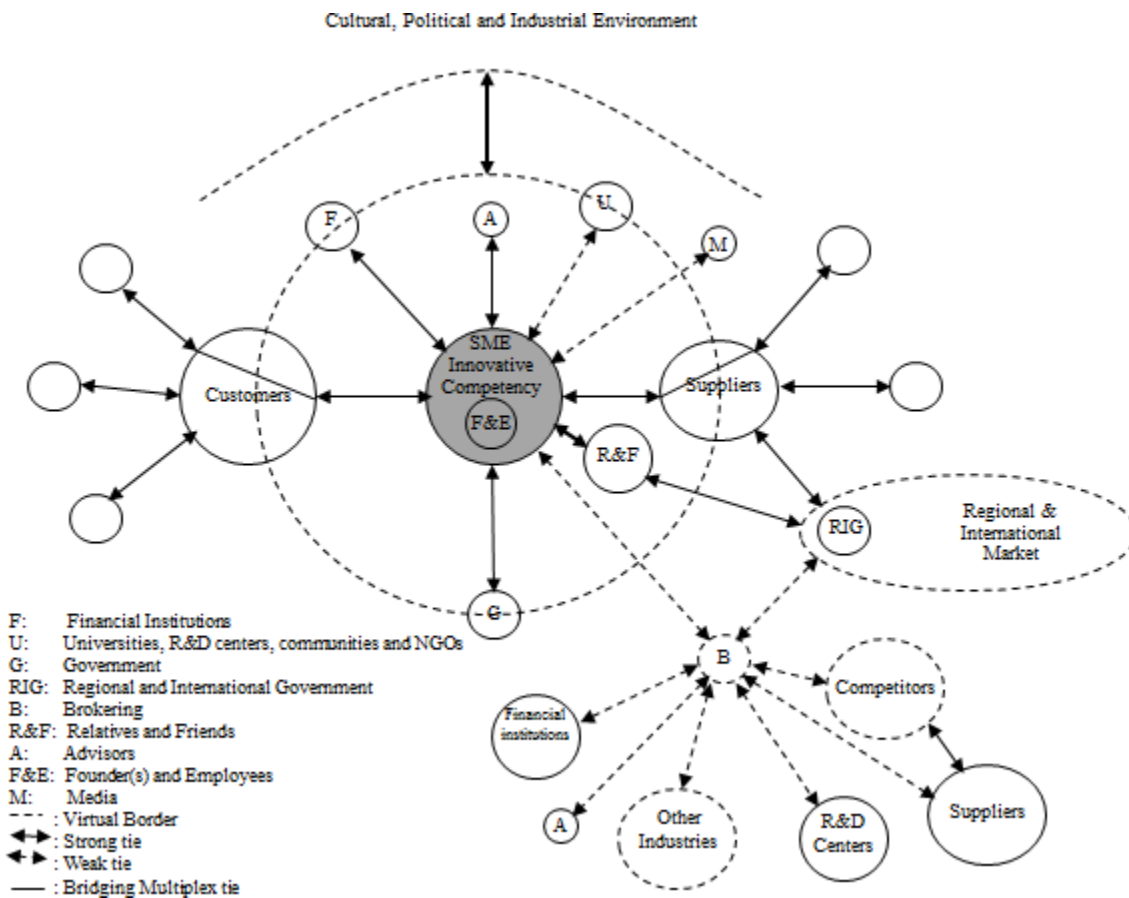 Cultural, Political and Industrial Environment
F
A
U
M
SME
Innovative
Competency
F&E
Customers
Suppliers
R&F
RIG
Regional &
International
Market
G
B
Competitors
Financial
institutions
A
Other
Industries
R&D
Centers
Suppliers
F: Financial Institutions
U: Universities, R&D centers, communities and NGOs
G: Government
RIG: Regional and International Government
B: Brokering
R&F: Relatives and Friends
A: Advisors
F&E: Founder(s) and Employees
M: Media
: Virtual Border
: Strong tie
: Weak tie
: Bridging Multiplex tie